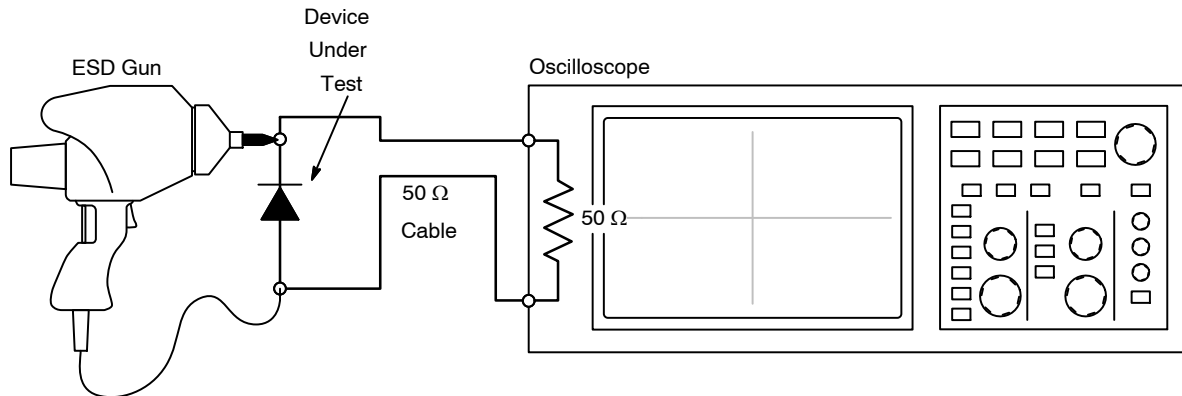 Device
Under
Test
ESD Gun
Oscilloscope
50 Ω
Cable
50 Ω